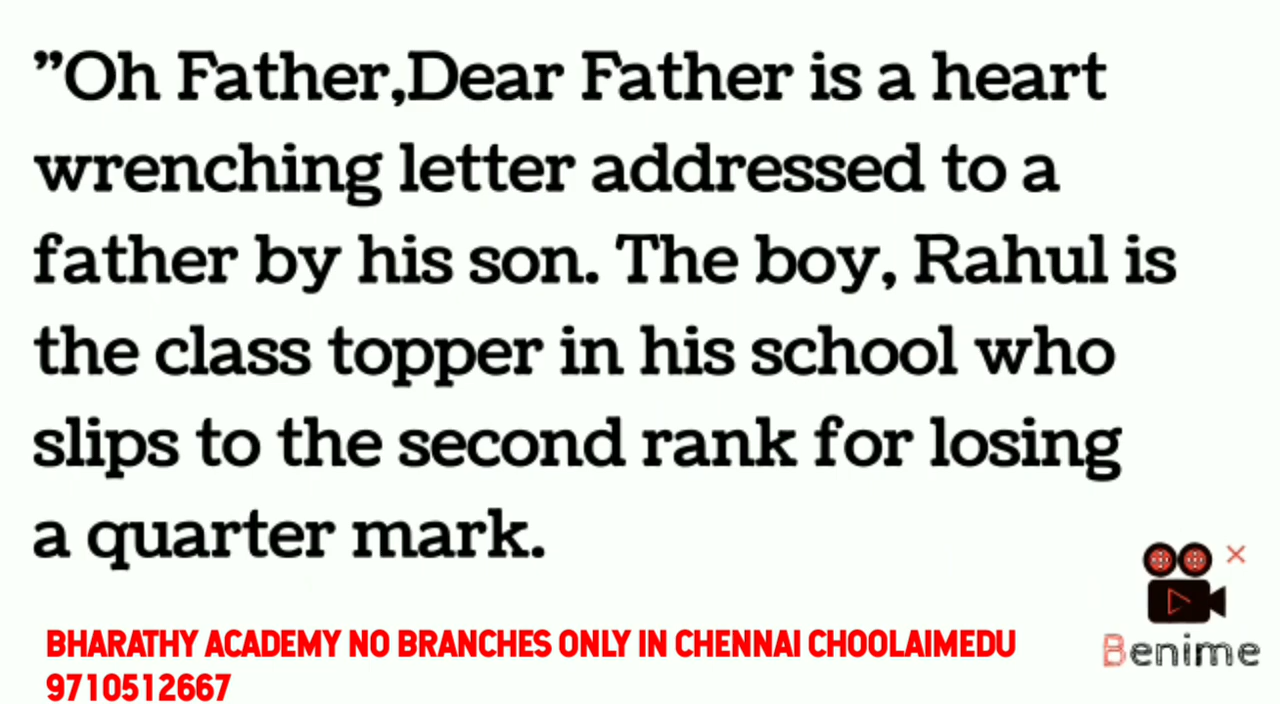 ”Oh Father,Dear Father is a heart
wrenching letter addressed to a
father by his son. The boy, Rahul is
the class topper in his school who
slips to the second rank for losing
a quarter mark.
BHARATHY ACADEMY NO BRANCHES ONLY IN CHENNAI CHOOLAIMEDU
9710512667
Benime